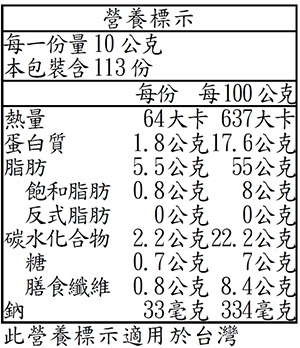 營養標示
每一份量 10 公克
本包裝含 113 份
每份 每 100 公克
熱量 64 大卡 637 大卡
蛋白質 1.8 公克 17.6 公克
脂肪 5.5 公克 55 公克
飽和脂肪 0.8 公克 8 公克
反式脂肪 0 公克 0 公克
碳水化合物 2.2 公克 22.2 公克
糖 0.7 公克 7 公克
膳食纖維 0.8 公克 8.4 公克
鈉 33 毫克 334 毫克
此營養標示適用於台灣